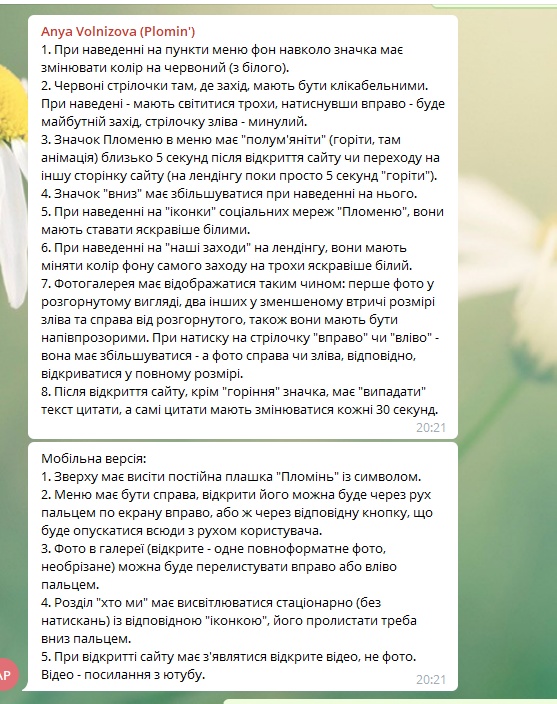 Anya Volnizova (Plomin')
1. При наведенні на пункти меню фон навколо значка має
змінювати колір на червоний (з білого).
2. Червоні стрілочки там, де захід, мають бути клікабельними.
При наведені - мають світитися трохи, натиснувши вправо - буде
майбутній захід, стрілочку зліва - минулий.
3. Значок Пломеню в меню має "полум'яніти" (горіти, там
анімація) близько 5 секунд після відкриття сайту чи переходу на
іншу сторінку сайту (на лендінгу поки просто 5 секунд "горіти").
4. Значок "вниз" має збільшуватися при наведенні на нього.
5. При наведенні на "іконки" соціальних мереж "Пломеню", вони
мають ставати яскравіше білими.
6. При наведенні на "наші заходи" на лендінгу, вони мають
міняти колір фону самого заходу на трохи яскравіше білий.
7. Фотогалерея має відображатися таким чином: перше фото у
розгорнутому вигляді, два інших у зменшеному втричі розмірі
зліва та справа від розгорнутого, також вони мають бути
напівпрозорими. При натиску на стрілочку "вправо" чи "вліво" -
вона має збільшуватися - а фото справа чи зліва, відповідно,
відкриватися у повному розмірі.
8. Після відкриття сайту, крім "горіння" значка, має "випадати"
текст цитати, а самі цитати мають змінюватися кожні 30 секунд.
20:21
Мобільна версія:
1. Зверху має висіти постійна плашка "Пломінь" із символом.
2. Меню має бути справа, відкрити його можна буде через рух
пальцем по екрану вправо, або ж через відповідну кнопку, що
буде опускатися всюди з рухом користувача.
3. Фото в галереї (відкрите - одне повноформатне фото,
необрізане) можна буде перелистувати вправо або вліво
пальцем.
4. Розділ "хто ми" має висвітлюватися стаціонарно (без
натискань) із відповідною "іконкою", його пролистати треба
вниз пальцем.
5. При відкритті сайту має з'являтися відкрите відео, не фото.
Відео - посилання з ютубу.
20:21
AP